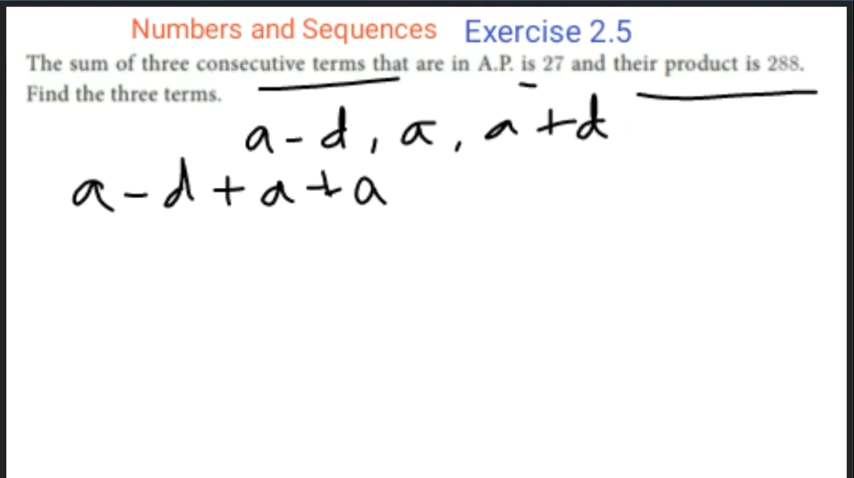 Numbers and Sequences Exercise 2.5
The sum of three consecutive terms that are in A.P. is 27 and their product is 288.
Find the three terms.
a - d , a , a + d
a - d + a + a